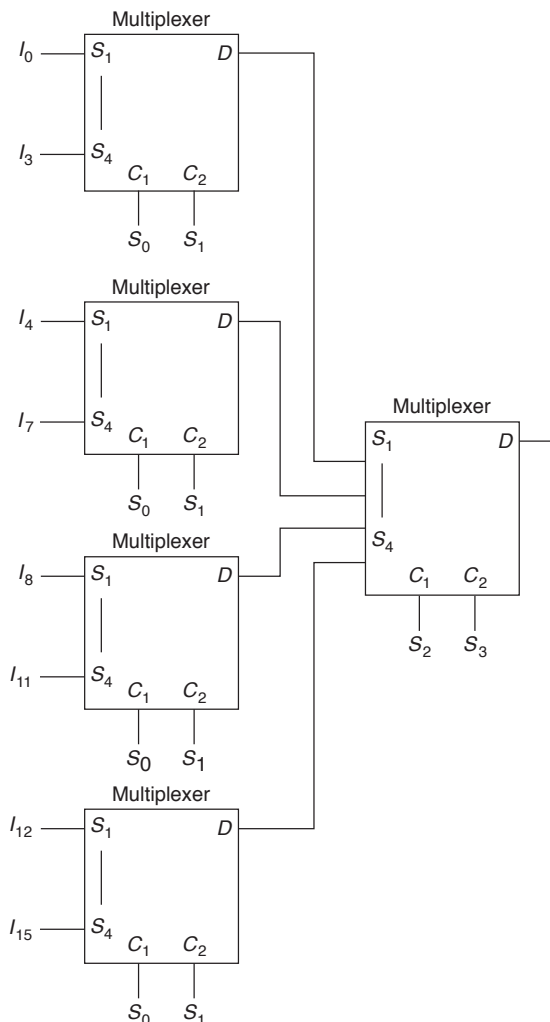 Multiplexer
I0 S1 D
I3 S4
C1 C2
S0 S1
Multiplexer
I4 S1 D
I7 S4
C1 C2
S0 S1
Multiplexer
S1 D
S4
C1 C2
S2 S3
Multiplexer
I8 S1 D
I11 S4
C1 C2
S0 S1
Multiplexer
I12 S1 D
I15 S4
C1 C2
S0 S1